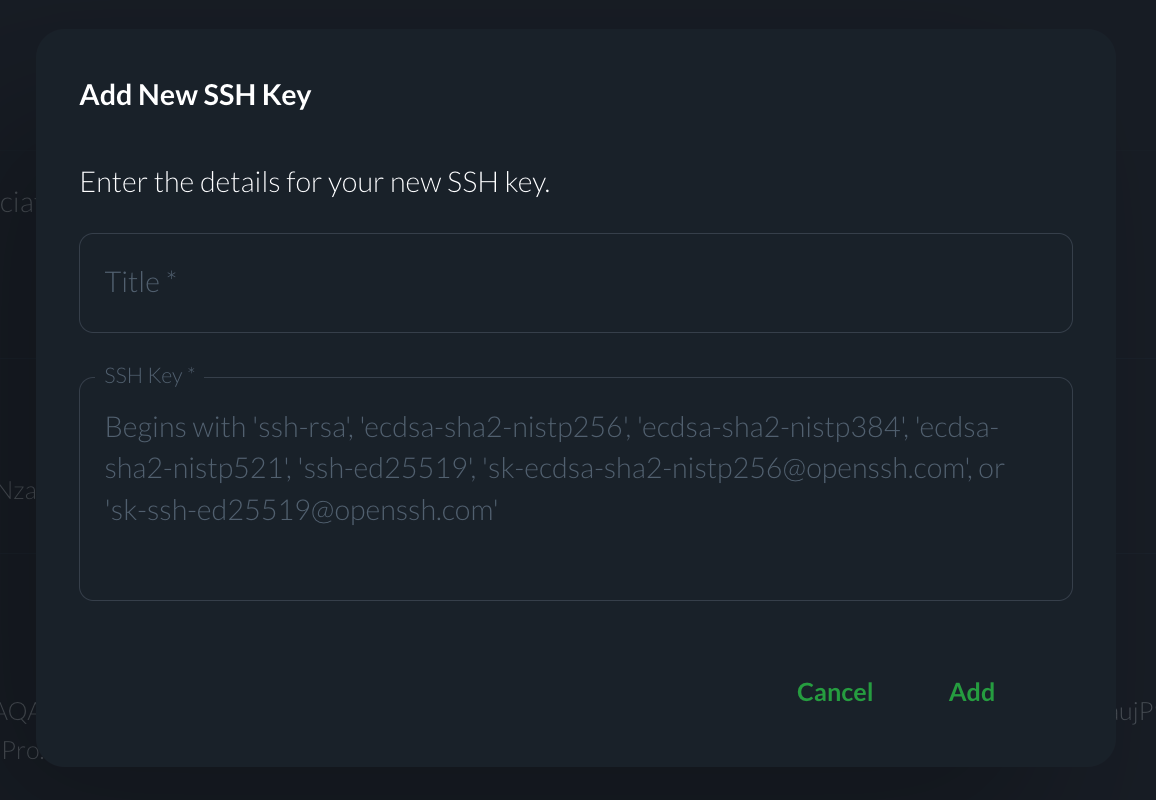 Add New SSH Key
Enter the details for your new SSH key.
Title *
SSH Key *
Begins with 'ssh-rsa', 'ecdsa-sha2-nistp256', 'ecdsa-sha2-nistp384', 'ecdsa-
sha2-nistp521', 'ssh-ed25519', 'sk-ecdsa-sha2-nistp256@openssh.com', or
'sk-ssh-ed25519@openssh.com'
Cancel Add